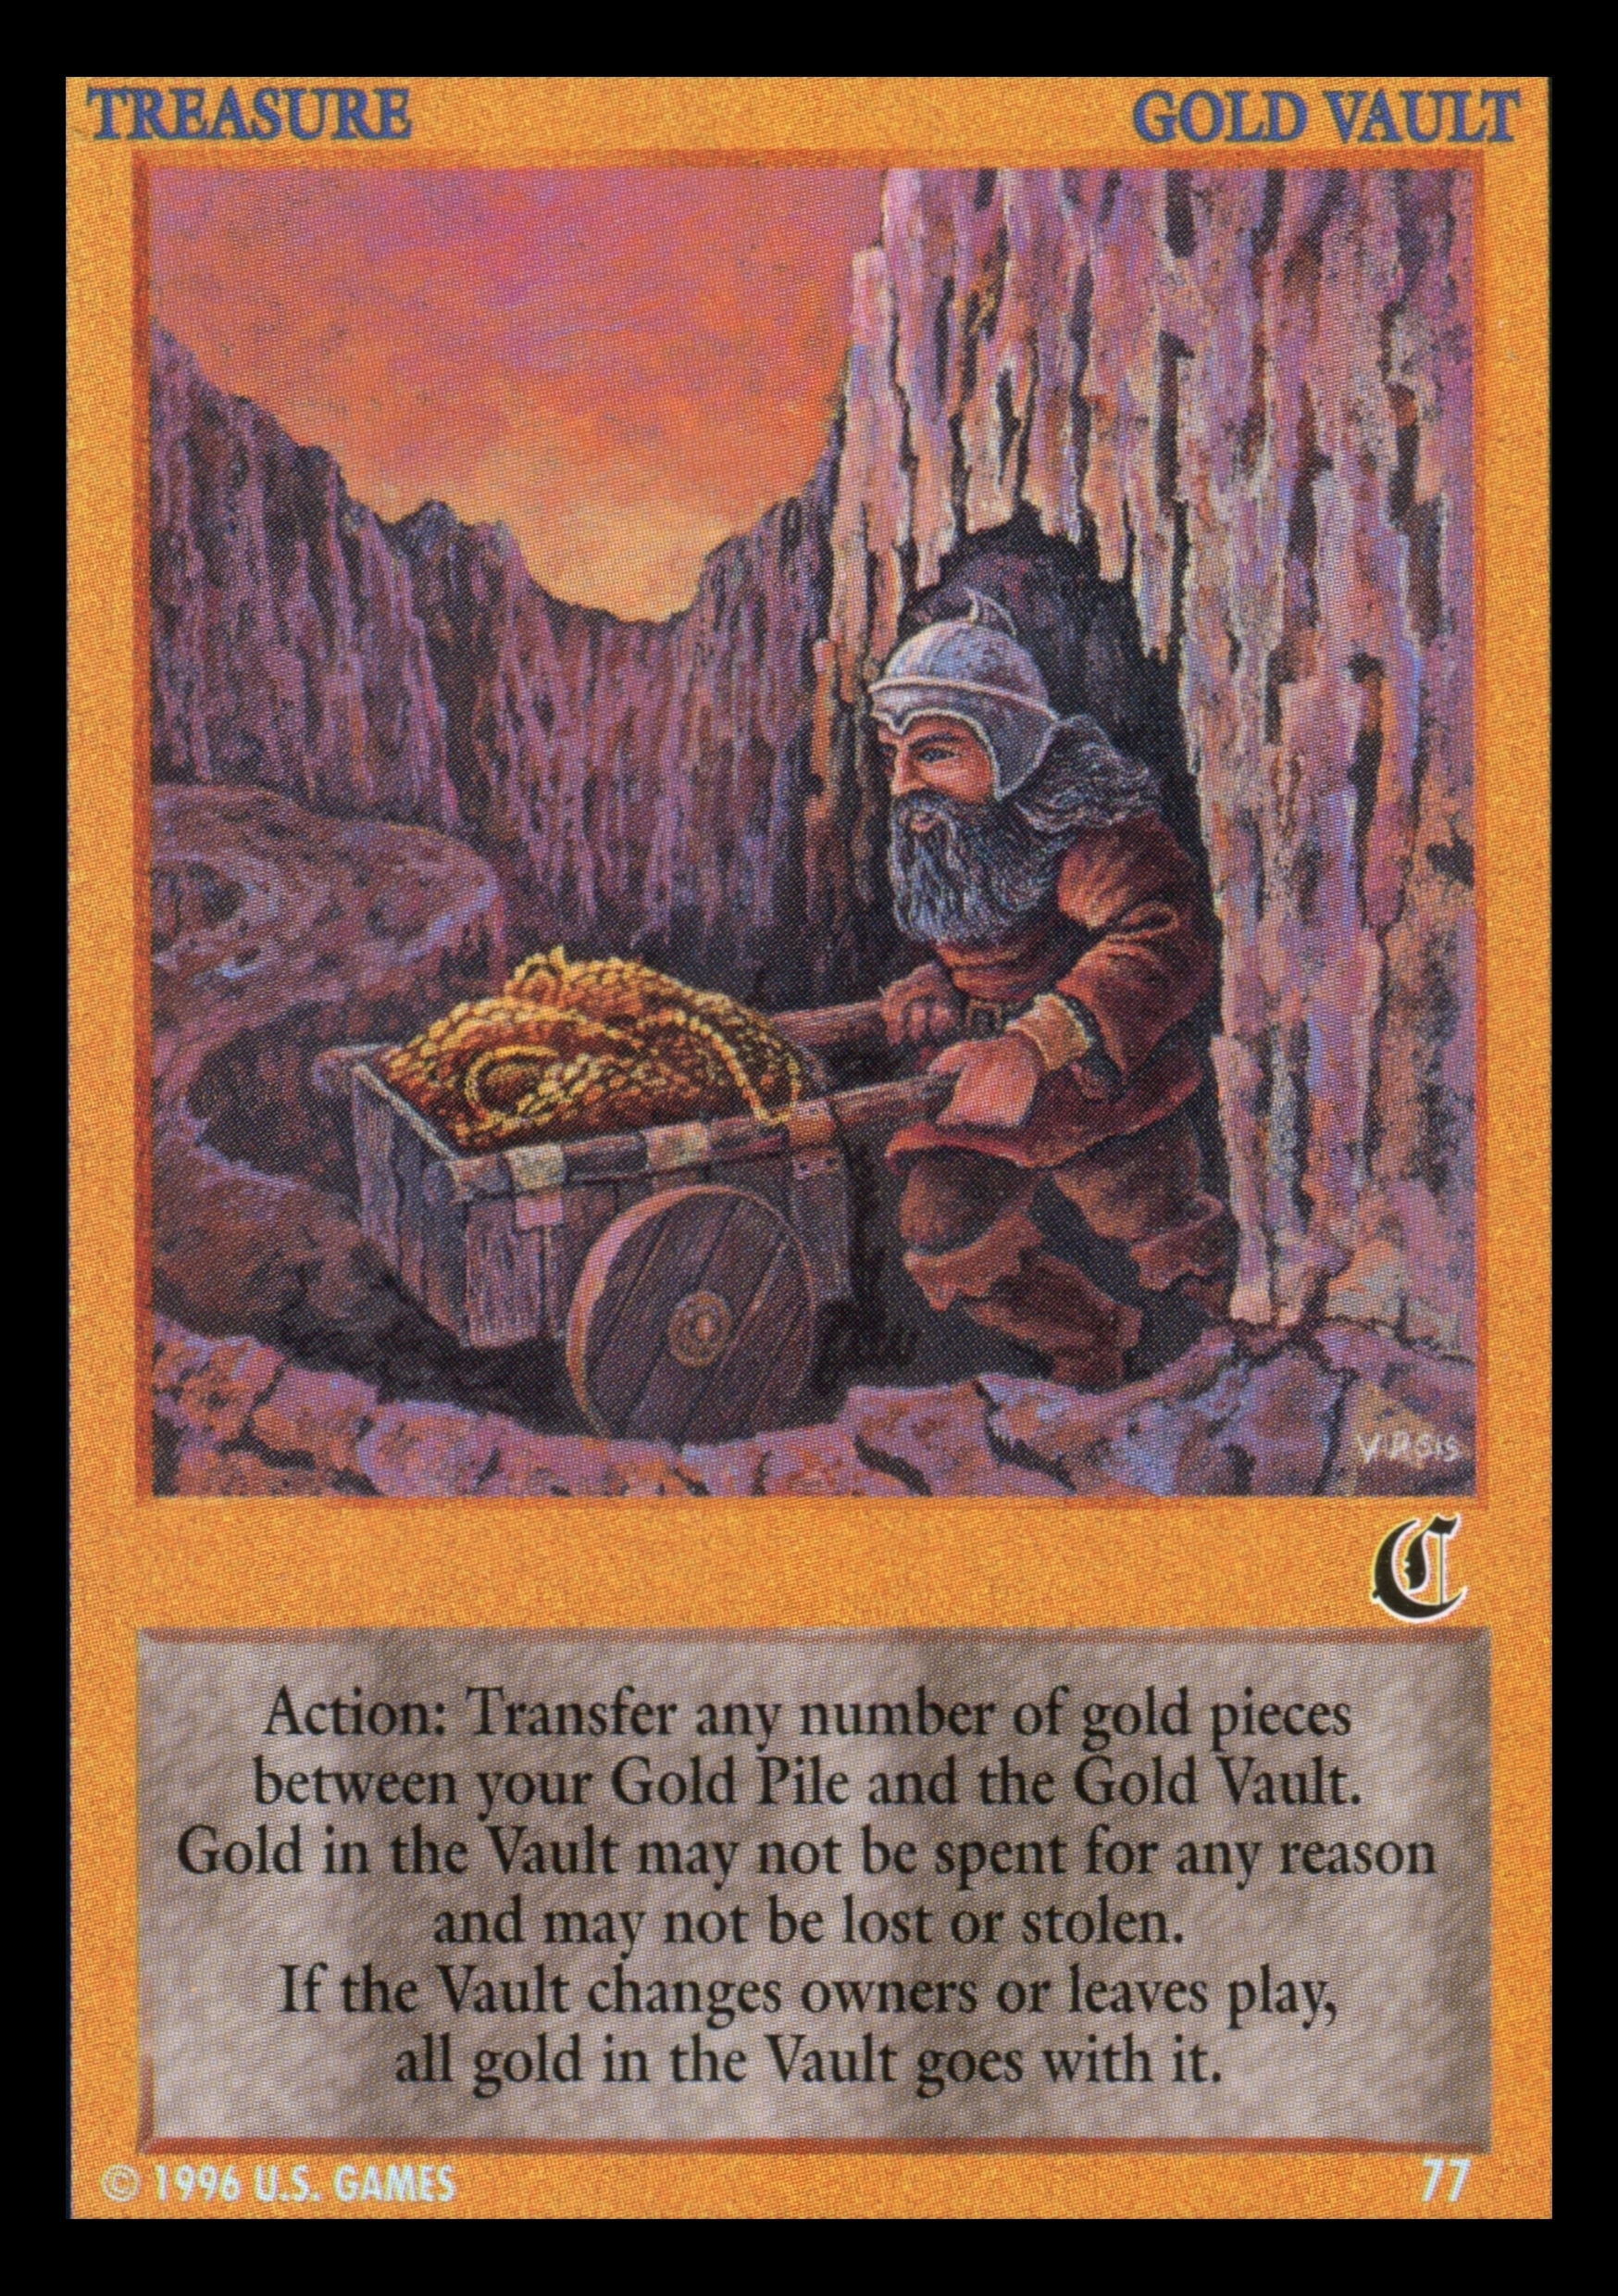 TREASURE
GOLD VAULT
VIRGIS
C
Action: Transfer any number of gold pieces
between your Gold Pile and the Gold Vault.
Gold in the Vault may not be spent for any reason
and may not be lost or stolen.
If the Vault changes owners or leaves play,
all gold in the Vault goes with it.
© 1996 U.S. GAMES
77